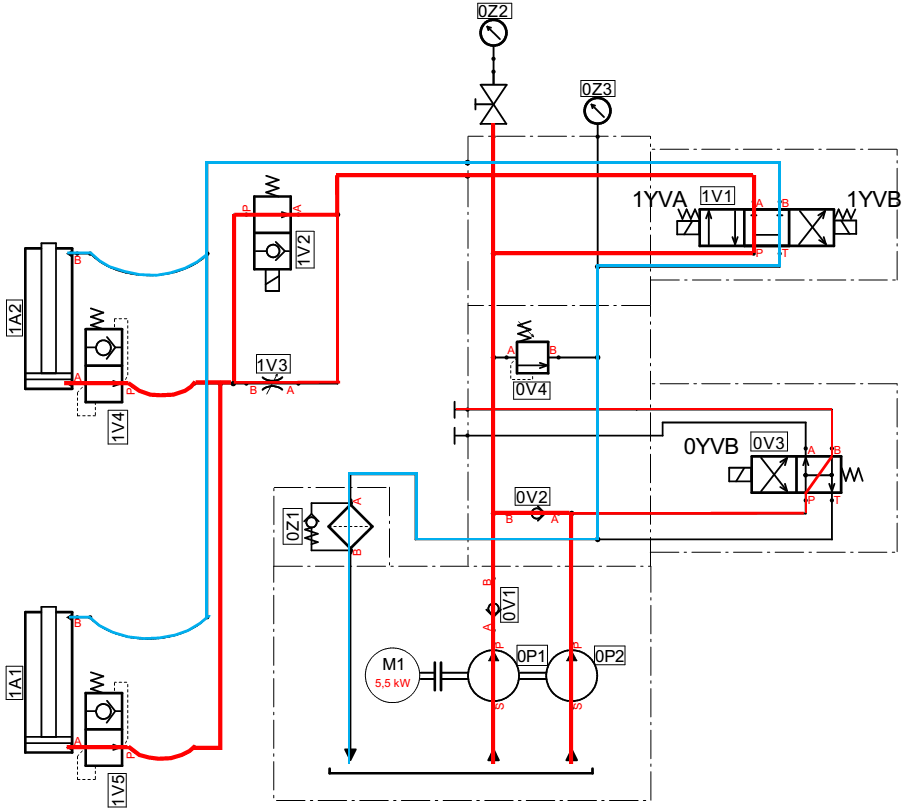 0Z2
0Z3
1YVA
1V1
1YVB
A
B
P
T
P
A
1V2
B
1A2
A
P
1V4
1V3
B
A
A
B
0V4
0YVB
0V3
A
B
P
T
0V2
B
A
0Z1
A
B
B
A
0V1
B
1A1
A
P
1V5
M1
5,5 kW
P
0P1
S
P
0P2
S